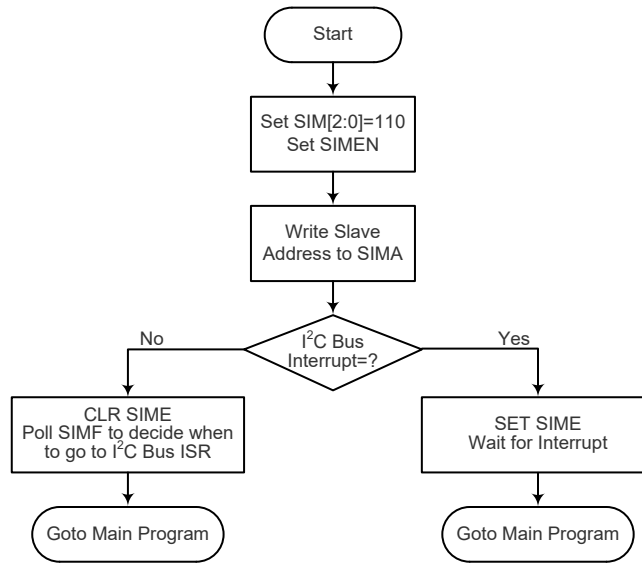 Start
Set SIM[2:0]=110
Set SIMEN
Write Slave
Address to SIMA
I²C Bus
Interrupt=?
No
Yes
CLR SIME
Poll SIMF to decide when
to go to I²C Bus ISR
SET SIME
Wait for Interrupt
Goto Main Program
Goto Main Program